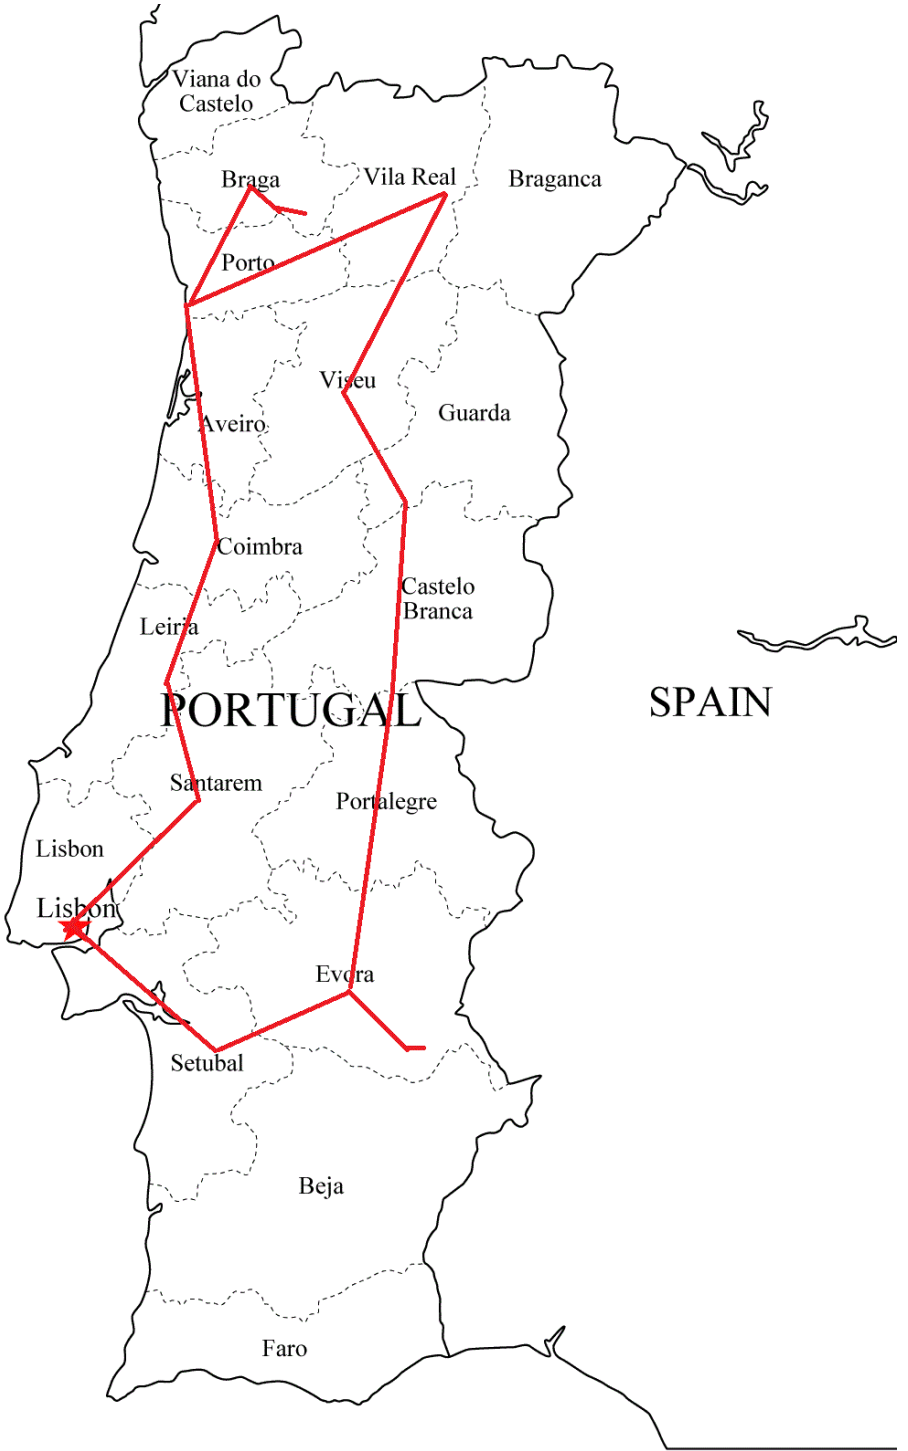 Viana do
Castelo
Braga
Vila Real
Braganca
Porto
Viseu
Guarda
Aveiro
Coimbra
Castelo
Branca
Leiria
PORTUGAL
SPAIN
Santarem
Portalegre
Lisbon
Lisbon
Evora
Setubal
Beja
Faro